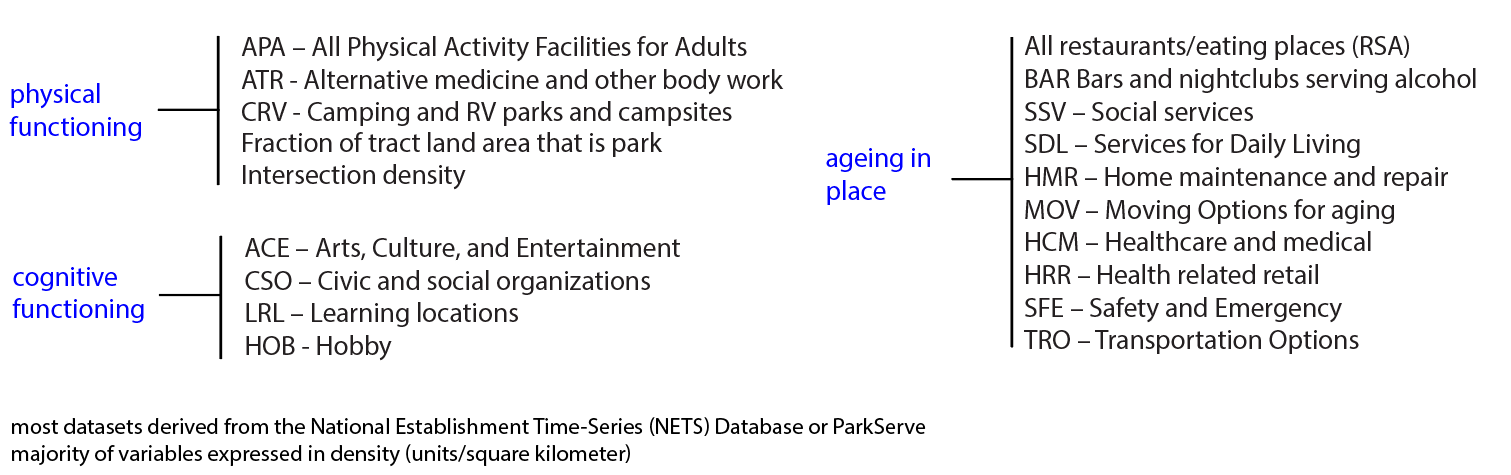 physical
functioning
APA – All Physical Activity Facilities for Adults
ATR - Alternative medicine and other body work
CRV - Camping and RV parks and campsites
Fraction of tract land area that is park
Intersection density
cognitive
functioning
ACE – Arts, Culture, and Entertainment
CSO – Civic and social organizations
LRL – Learning locations
HOB - Hobby
ageing in
place
All restaurants/eating places (RSA)
BAR Bars and nightclubs serving alcohol
SSV – Social services
SDL – Services for Daily Living
HMR – Home maintenance and repair
MOV – Moving Options for aging
HCM – Healthcare and medical
HRR – Health related retail
SFE – Safety and Emergency
TRO – Transportation Options
most datasets derived from the National Establishment Time-Series (NETS) Database or ParkServe
majority of variables expressed in density (units/square kilometer)